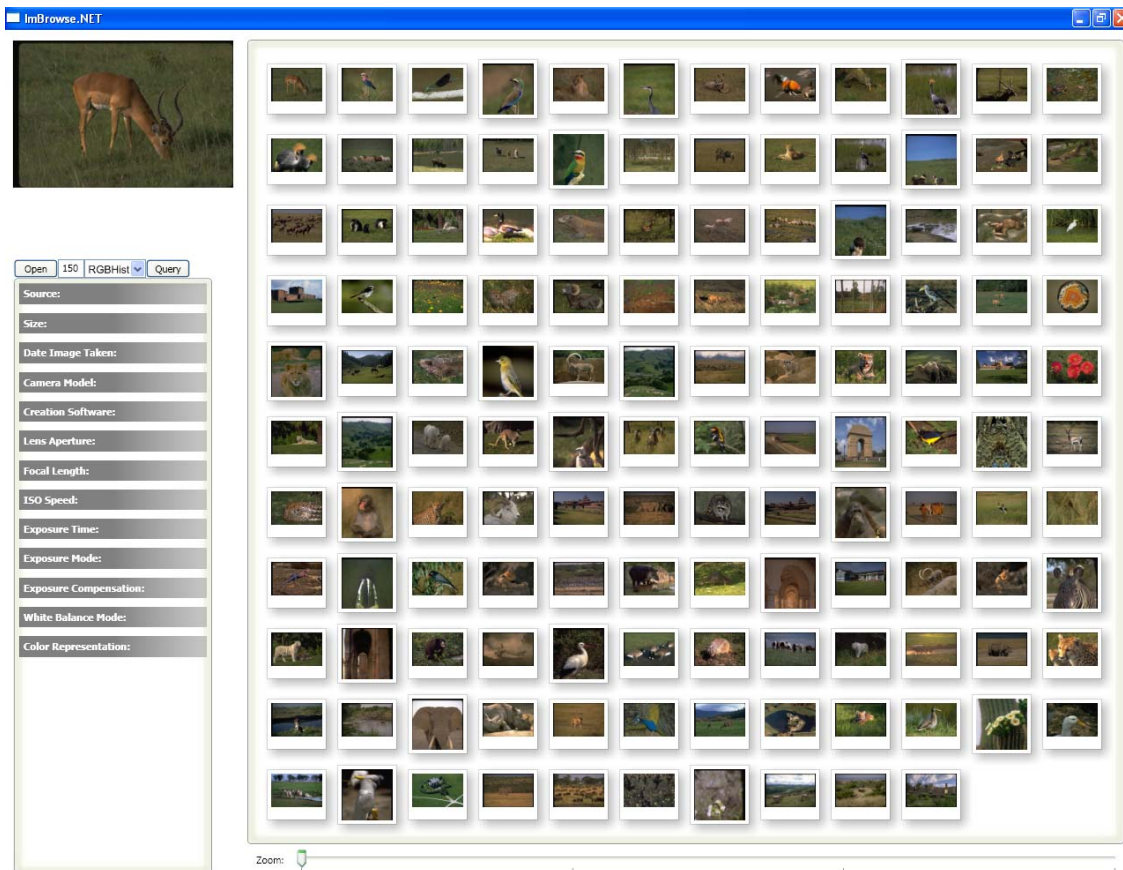 ImBrowse.NET
Open 150 RGBHist Query
Source:
Size:
Date Image Taken:
Camera Model:
Creation Software:
Lens Aperture:
Focal Length:
ISO Speed:
Exposure Time:
Exposure Mode:
Exposure Compensation:
White Balance Mode:
Color Representation:
Zoom: